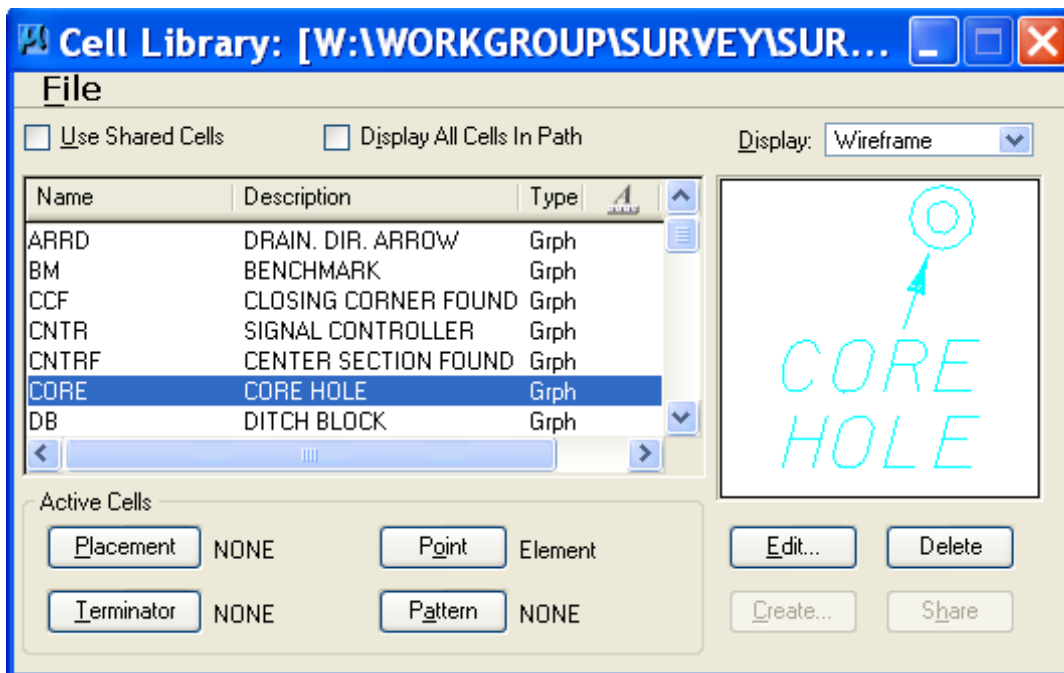 Cell Library: [W:\WORKGROUP\SURVEY\SUR...
File
Use Shared Cells Display All Cells In Path Display: Wireframe
Name Description Type A
ARRD DRAIN. DIR. ARROW Grph
BM BENCHMARK Grph
CCF CLOSING CORNER FOUND Grph
CNTR SIGNAL CONTROLLER Grph
CNTRF CENTER SECTION FOUND Grph
CORE CORE HOLE Grph
DB DITCH BLOCK Grph
CORE
HOLE
Active Cells
Placement NONE Point Element Edit... Delete
Terminator NONE Pattern NONE Create... Share